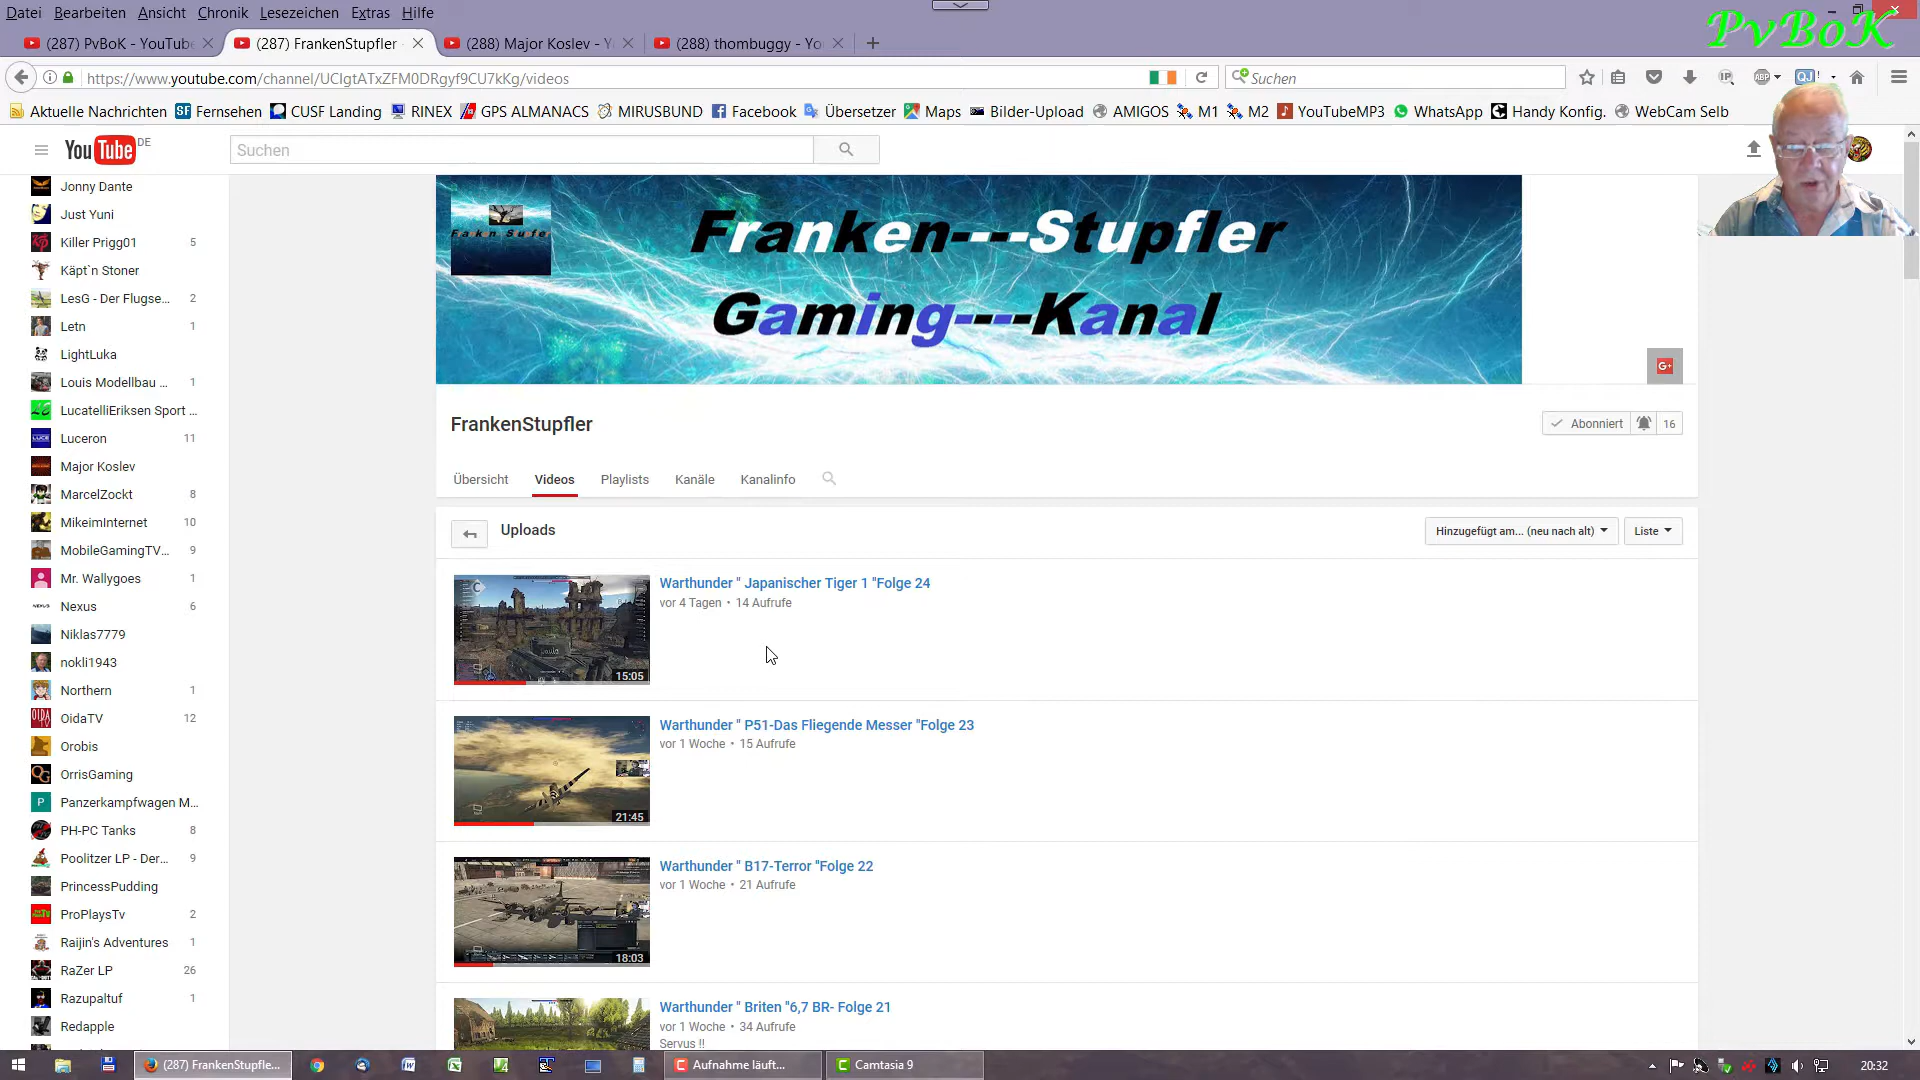 Datei Bearbeiten Ansicht Chronik Lesezeichen Extras Hilfe
PvBoK
(287) PvBoK - YouTube
(287) FrankenStupfler -
(288) Major Koslev - Y
(288) thombuggy - Yo
https://www.youtube.com/channel/UCIgtATxZFM0DRgyf9CU7kKg/videos
Suchen
Aktuelle Nachrichten Fernsehen CUSF Landing RINEX GPS ALMANACS MIRUSBUND Facebook Übersetzer Maps Bilder-Upload AMIGOS M1 M2 YouTubeMP3 WhatsApp Handy Konfig. WebCam Selb
YouTube DE
Suchen
Jonny Dante
Just Yuni
Killer Prigg01 5
Käpt`n Stoner
LesG - Der Flugse... 2
Letn 1
LightLuka
Louis Modellbau ... 1
LucatelliEriksen Sport ...
Luceron 11
Major Koslev
MarcelZockt 8
MikeimInternet 10
MobileGamingTV... 9
Mr. Wallygoes 1
Nexus 6
Niklas7779
nokli1943
Northern 1
OidaTV 12
Orobis
OrrisGaming
Panzerkampfwagen M...
PH-PC Tanks 8
Poolitzer LP - Der... 9
PrincessPudding
ProPlaysTv 2
Raijin's Adventures 1
RaZer LP 26
Razupaltuf 1
Redapple
Franken---Stupfler
Gaming----Kanal
G+
FrankenStupfler
Abonniert 16
Übersicht Videos Playlists Kanäle Kanalinfo
Uploads
Hinzugefügt am... (neu nach alt)
Liste
15:05
Warthunder " Japanischer Tiger 1 "Folge 24
vor 4 Tagen • 14 Aufrufe
21:45
Warthunder " P51-Das Fliegende Messer "Folge 23
vor 1 Woche • 15 Aufrufe
18:03
Warthunder " B17-Terror "Folge 22
vor 1 Woche • 21 Aufrufe
Warthunder " Briten "6,7 BR- Folge 21
vor 1 Woche • 34 Aufrufe
Servus !!
(287) FrankenStupfle...
Aufnahme läuft...
Camtasia 9
20:32